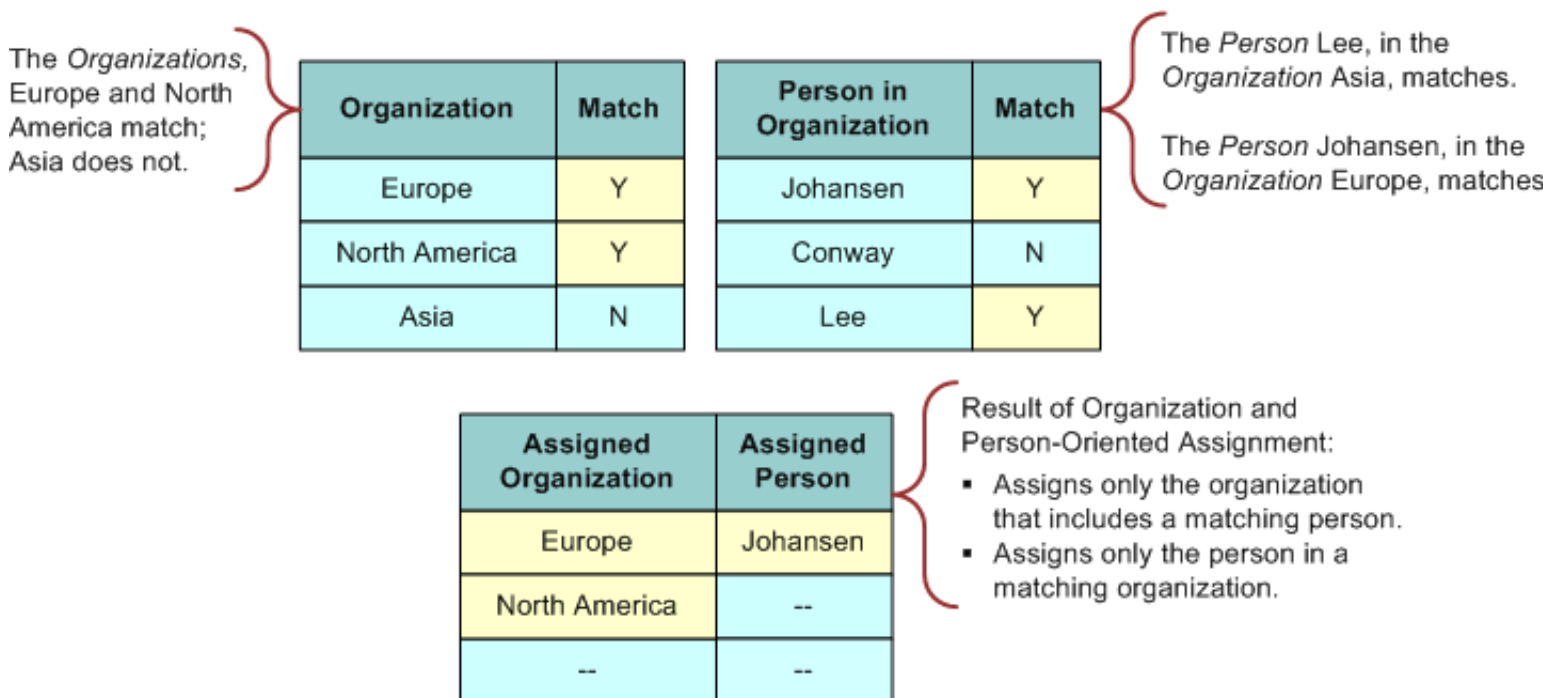 The Organizations,
Europe and North
America match;
Asia does not.
Organization Match
Europe Y
North America Y
Asia N
Person in
Organization
Match
Johansen Y
Conway N
Lee Y
The Person Lee, in the
Organization Asia, matches.
The Person Johansen, in the
Organization Europe, matches
Assigned
Organization
Assigned
Person
Europe Johansen
North America --
-- --
Result of Organization and
Person-Oriented Assignment:
▪ Assigns only the organization
that includes a matching person.
▪ Assigns only the person in a
matching organization.